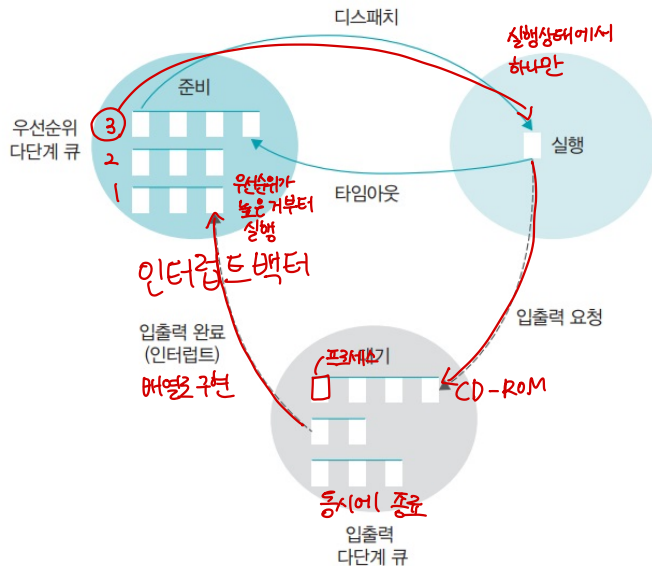 디스패치
실행상태에서
하나만
준비
우선순위
다단계 큐
3
2
1
실행
타임아웃
우선순위가
높은거부터
실행
인터럽트벡터
입출력 완료
(인터럽트)
배열로구현
입출력 요청
대기
프로세스
CD-ROM
동시에 종료
입출력
다단계 큐